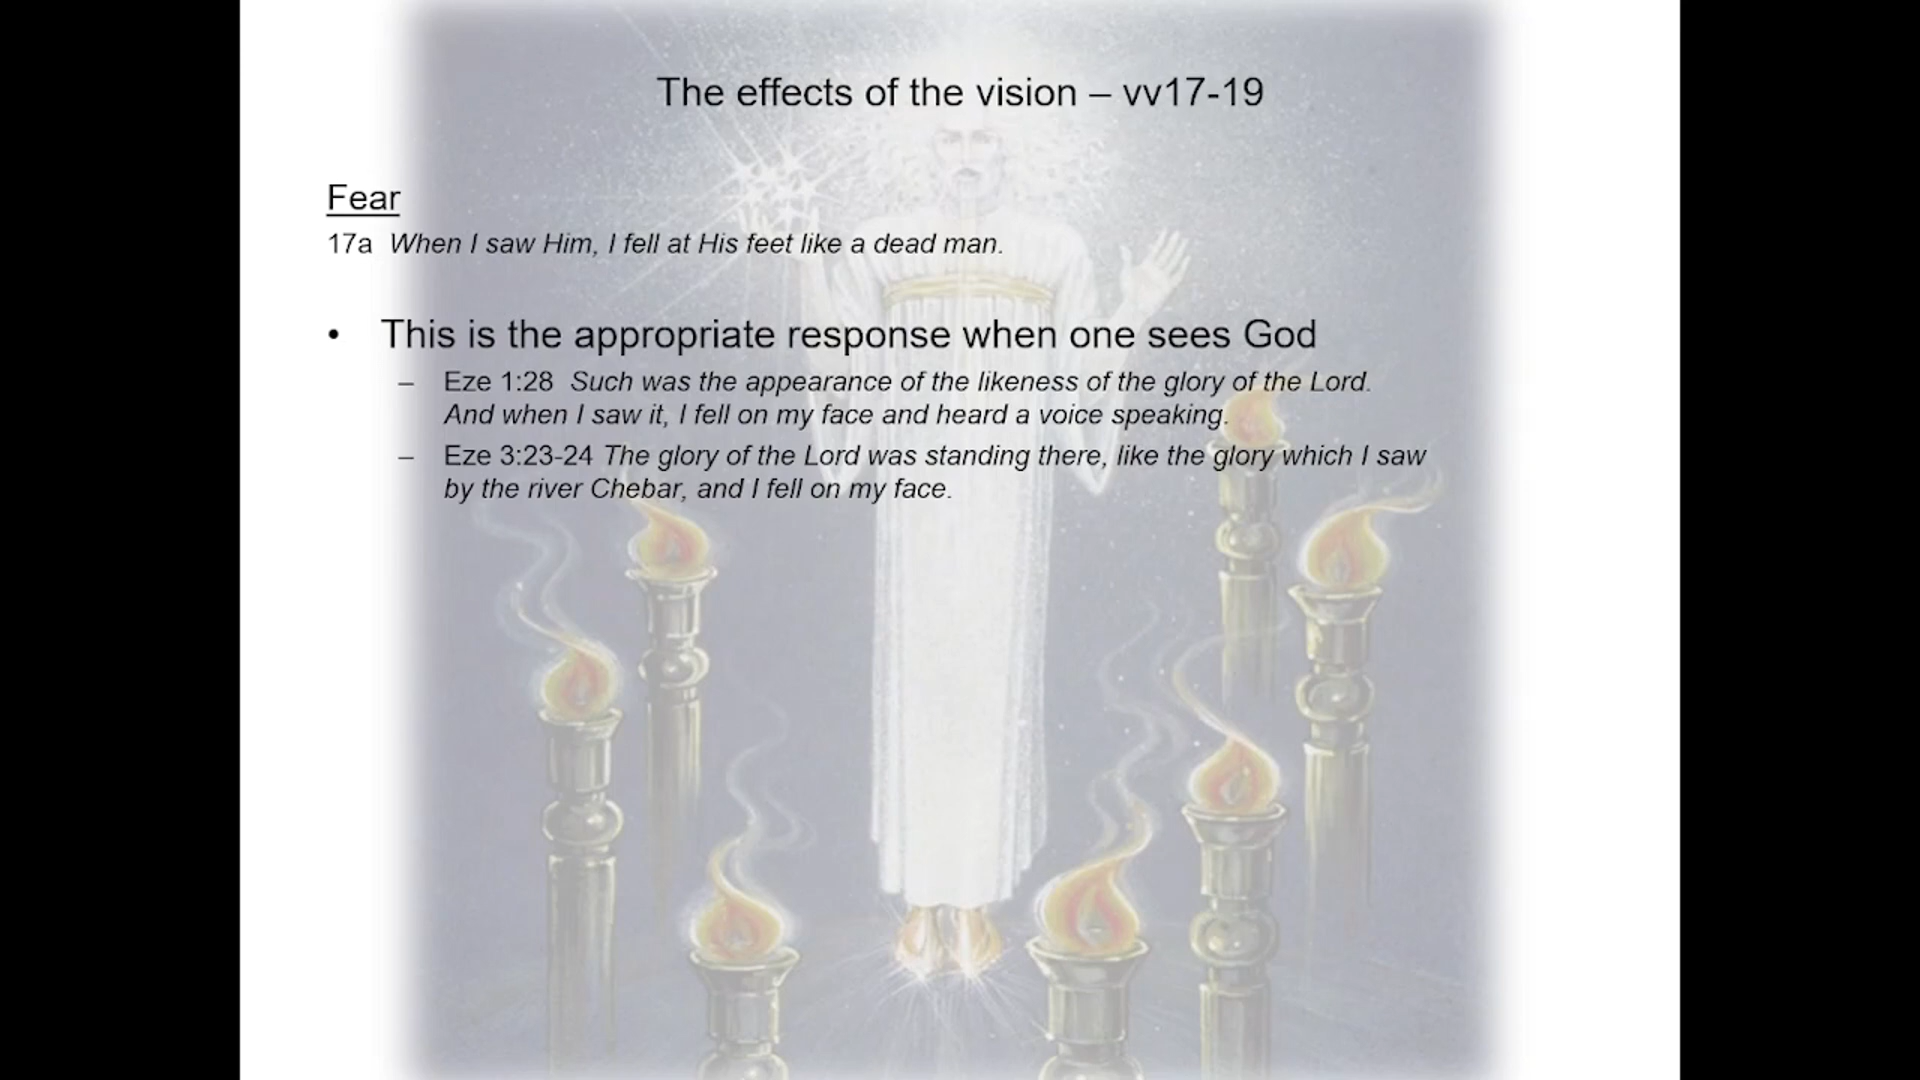 The effects of the vision – vv17-19
Fear
17a When I saw Him, I fell at His feet like a dead man.
• This is the appropriate response when one sees God
– Eze 1:28 Such was the appearance of the likeness of the glory of the Lord.
And when I saw it, I fell on my face and heard a voice speaking.
– Eze 3:23-24 The glory of the Lord was standing there, like the glory which I saw
by the river Chebar, and I fell on my face.